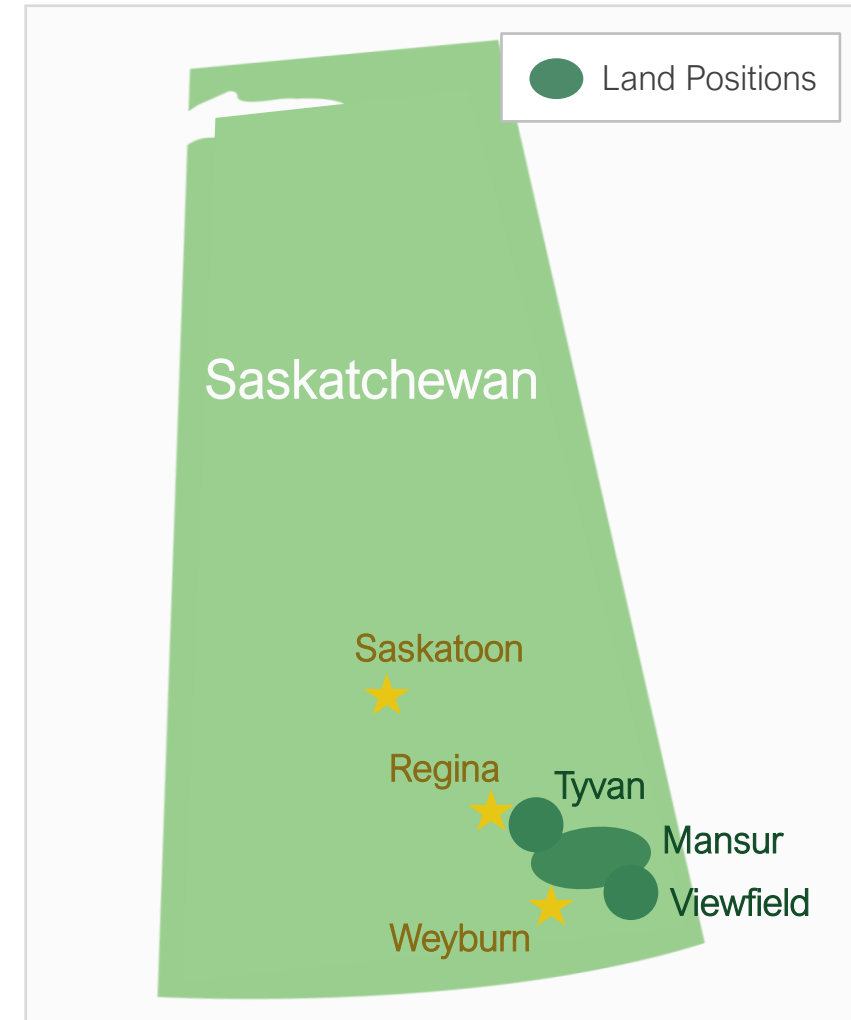 Land Positions
Saskatchewan
Saskatoon
Regina
Tyvan
Mansur
Viewfield
Weyburn